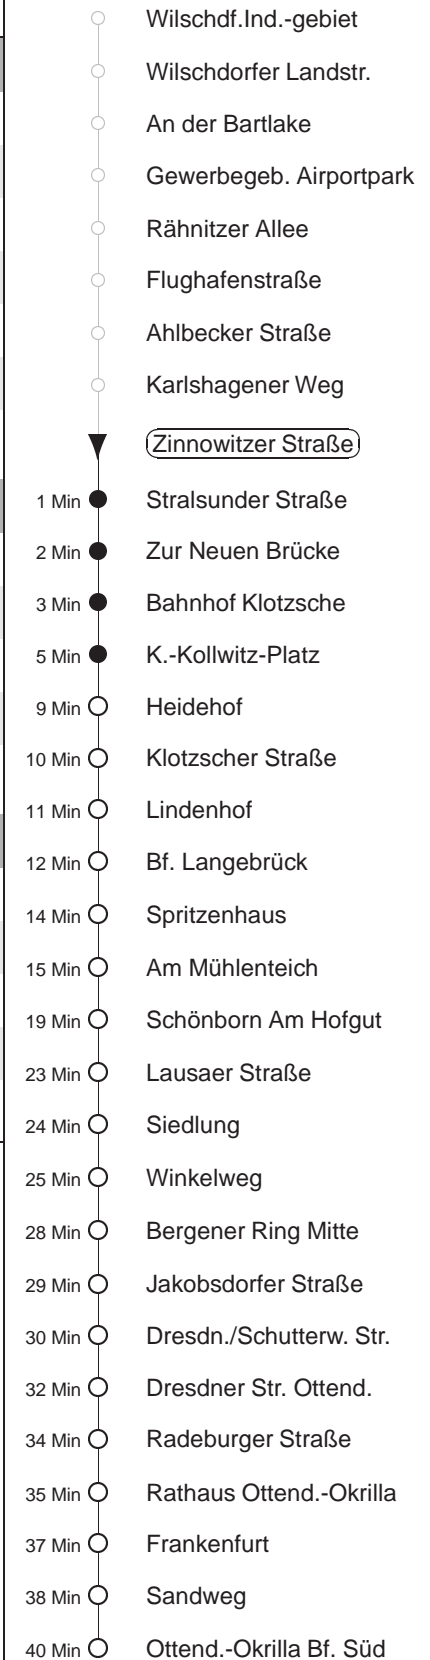 Wilschdf.Ind.-gebiet
Wilschdorfer Landstr.
An der Bartlake
Gewerbegeb. Airportpark
Rähnitzer Allee
Flughafenstraße
Ahlbecker Straße
Karlshagener Weg
Zinnowitzer Straße
1 Min Stralsunder Straße
2 Min Zur Neuen Brücke
3 Min Bahnhof Klotzsche
5 Min K.-Kollwitz-Platz
9 Min Heidehof
10 Min Klotzscher Straße
11 Min Lindenhof
12 Min Bf. Langebrück
14 Min Spritzenhaus
15 Min Am Mühlenteich
19 Min Schönborn Am Hofgut
23 Min Lausaer Straße
24 Min Siedlung
25 Min Winkelweg
28 Min Bergener Ring Mitte
29 Min Jakobsdorfer Straße
30 Min Dresdn./Schutterw. Str.
32 Min Dresdner Str. Ottend.
34 Min Radeburger Straße
35 Min Rathaus Ottend.-Okrilla
37 Min Frankenfurt
38 Min Sandweg
40 Min Ottend.-Okrilla Bf. Süd